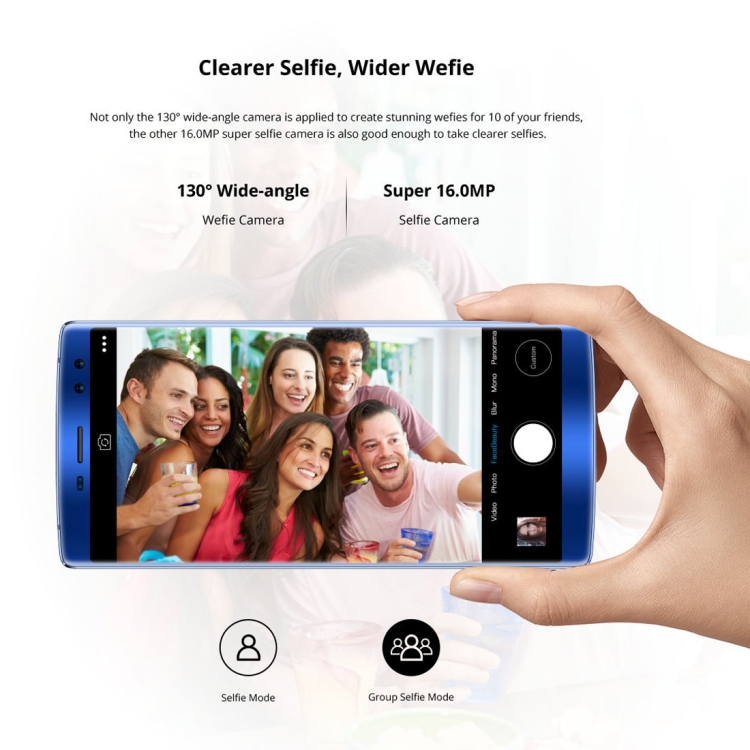 Clearer Selfie, Wider Wefie
Not only the 130° wide-angle camera is applied to create stunning wefies for 10 of your friends,
the other 16.0MP super selfie camera is also good enough to take clearer selfies.
130° Wide-angle
Wefie Camera
Super 16.0MP
Selfie Camera
Video Photo FaceBeauty Blur Mono Panorama
Custom
Selfie Mode
Group Selfie Mode